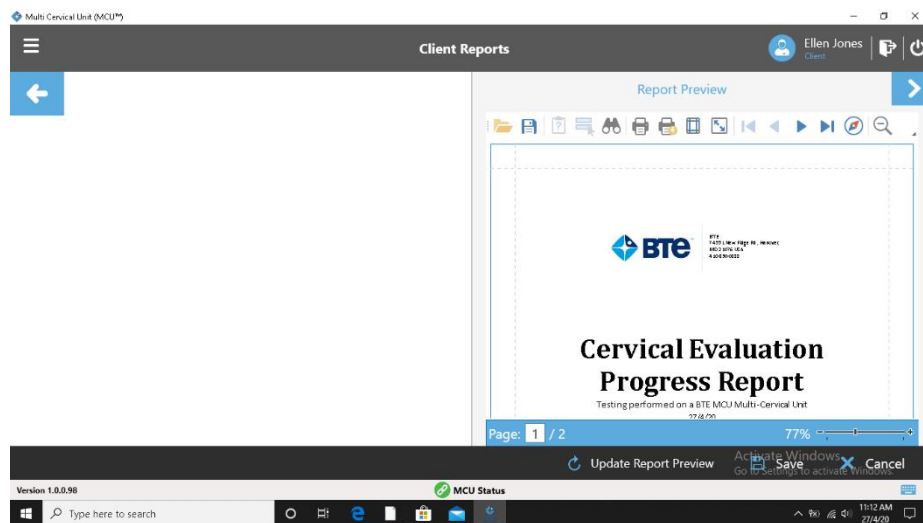 Multi Cervical Unit (MCU™)
Client Reports
Ellen Jones
Client
Report Preview
BTE
BTE
Cervical Evaluation
Progress Report
Testing performed on a BTE MCU Multi-Cervical Unit
27/4/20
Page: 1 / 2
77%
Update Report Preview
Save
Cancel
Activate Windows
Go to Settings to activate Windows.
Version 1.0.0.98
MCU Status
Type here to search
11:12 AM
27/4/20